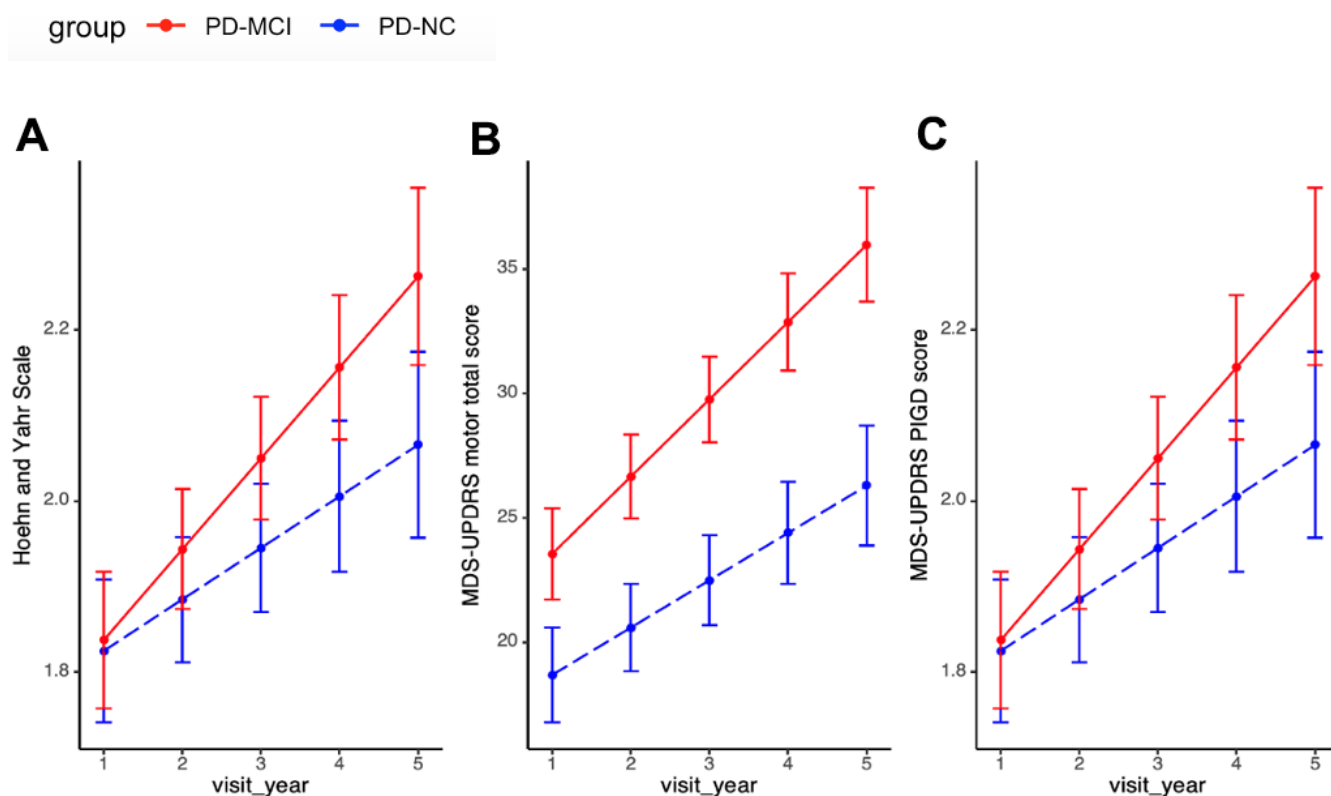 group PD-MCI PD-NC
A
Hoehn and Yahr Scale
2.2
2.0
1.8
1 2 3 4 5
visit_year
B
MDS-UPDRS motor total score
35
30
25
20
1 2 3 4 5
visit_year
C
MDS-UPDRS PIGD score
2.2
2.0
1.8
1 2 3 4 5
visit_year